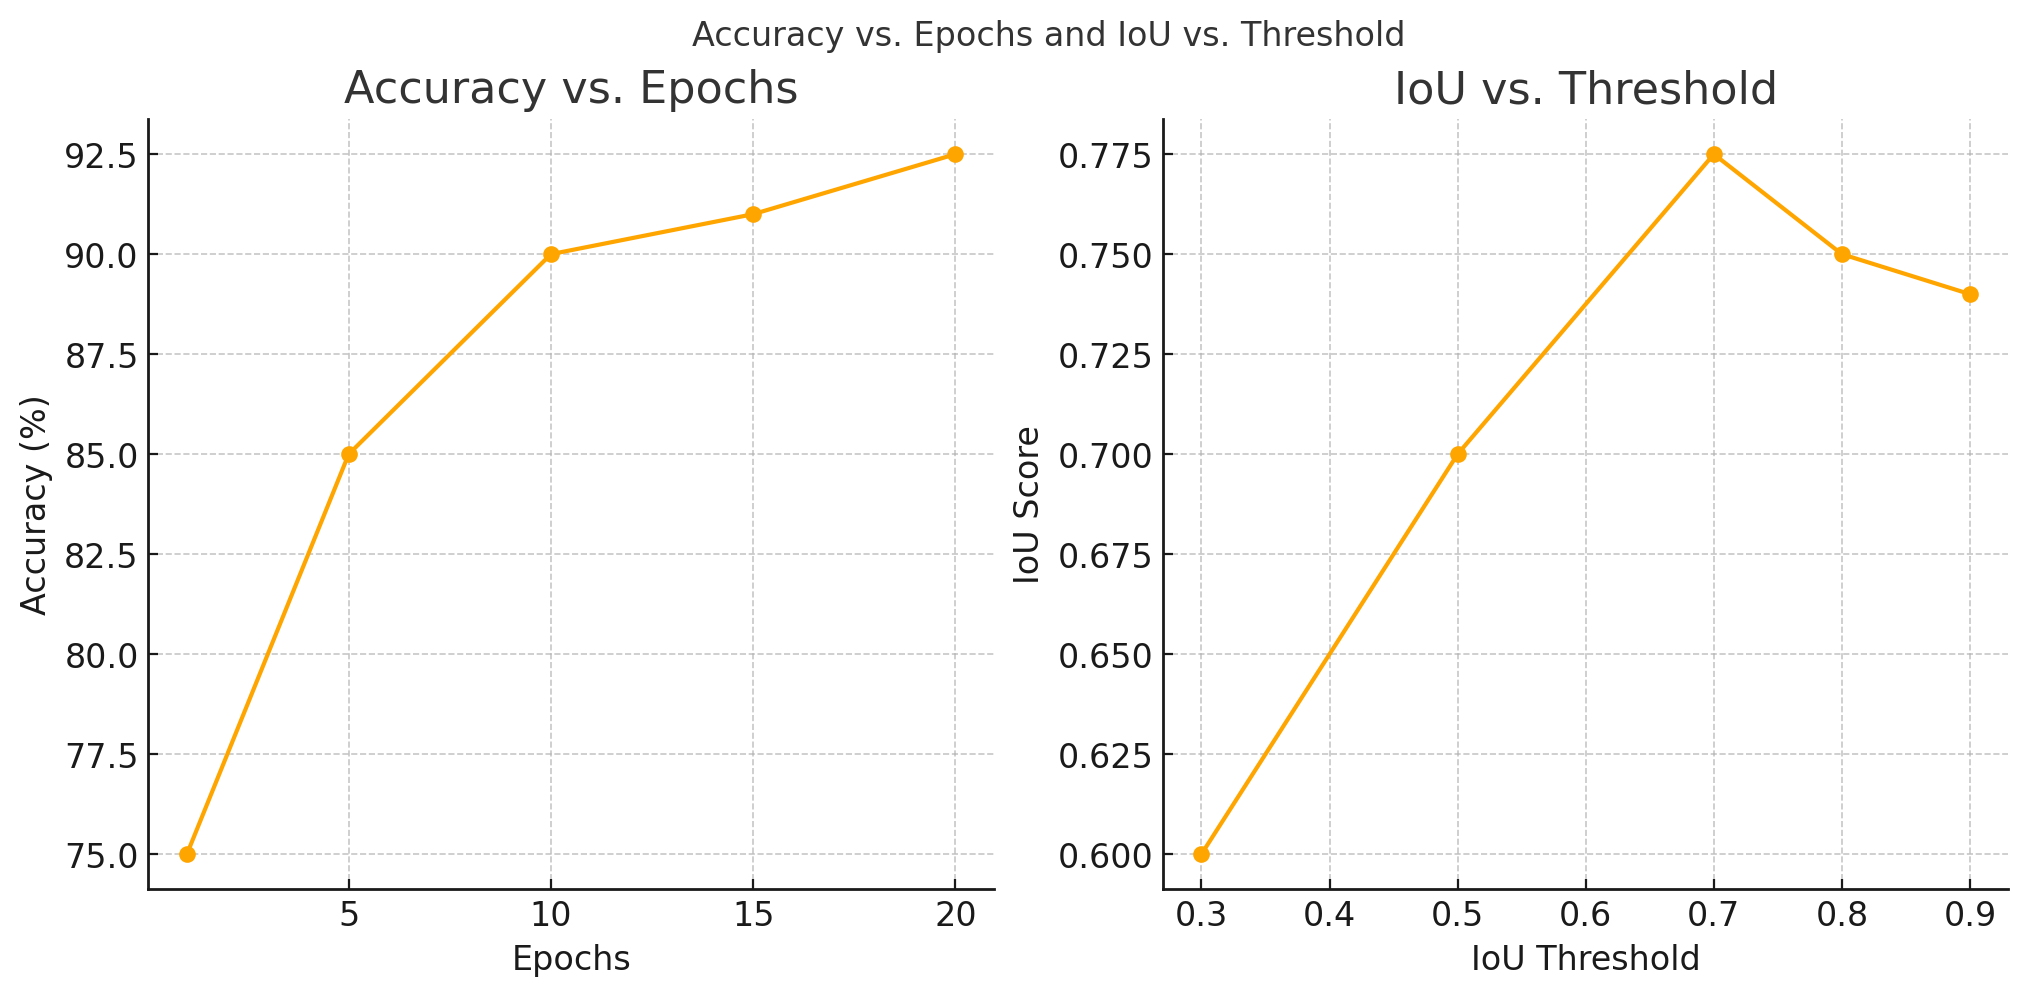 Accuracy vs. Epochs and IoU vs. Threshold
Accuracy vs. Epochs
92.5
90.0
87.5
85.0
82.5
80.0
77.5
75.0
Accuracy (%)
5 10 15 20
Epochs
IoU vs. Threshold
0.775
0.750
0.725
0.700
0.675
0.650
0.625
0.600
IoU Score
0.3 0.4 0.5 0.6 0.7 0.8 0.9
IoU Threshold